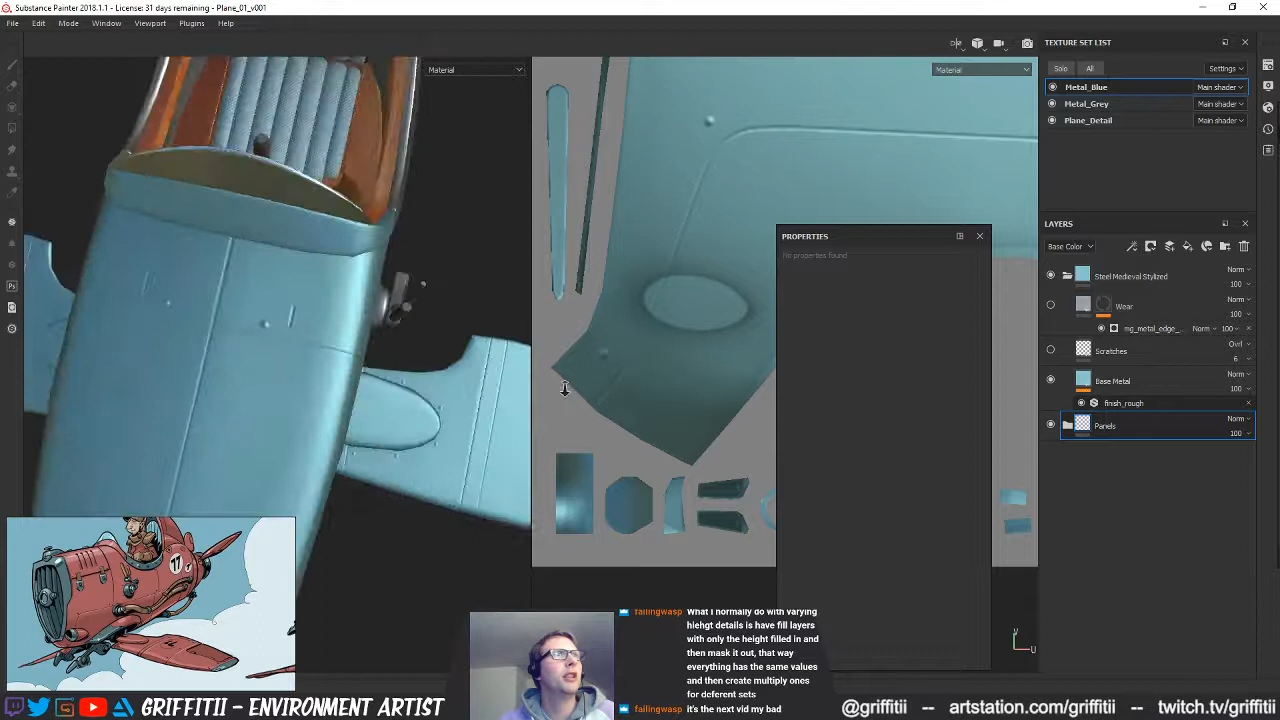 Substance Painter 2018.1.1 - License: 31 days remaining - Plane_01_v001
File Edit Mode Window Viewport Plugins Help
Material
Material
TEXTURE SET LIST
Solo All Settings
Metal_Blue Main shader
Metal_Grey Main shader
Plane_Detail Main shader
LAYERS
Base Color
Steel Medieval Stylized Norm 100
Wear Norm 100
mg_metal_edge_... Norm 100
Scratches Ovrl 6
Base Metal Norm 100
finish_rough
Panels Norm 100
PROPERTIES
No properties found
Ps
17
U
failingwasp What I normally do with varying
hiehgt details is have fill layers
with only the height filled in and
then mask it out, that way
everything has the same values
and then create multiply ones
for deferent sets
failingwasp it's the next vid my bad
GRIFFITII - ENVIRONMENT ARTIST
@griffitii -- artstation.com/griffitii -- twitch.tv/griffitii